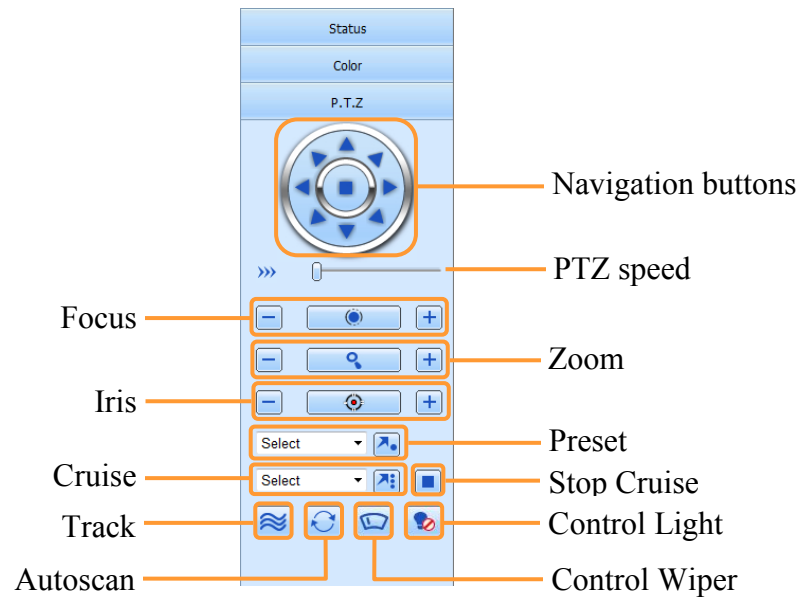 Status
Color
P.T.Z
Navigation buttons
PTZ speed
Focus
Zoom
Iris
Select
Preset
Cruise
Select
Stop Cruise
Track
Control Light
Autoscan
Control Wiper